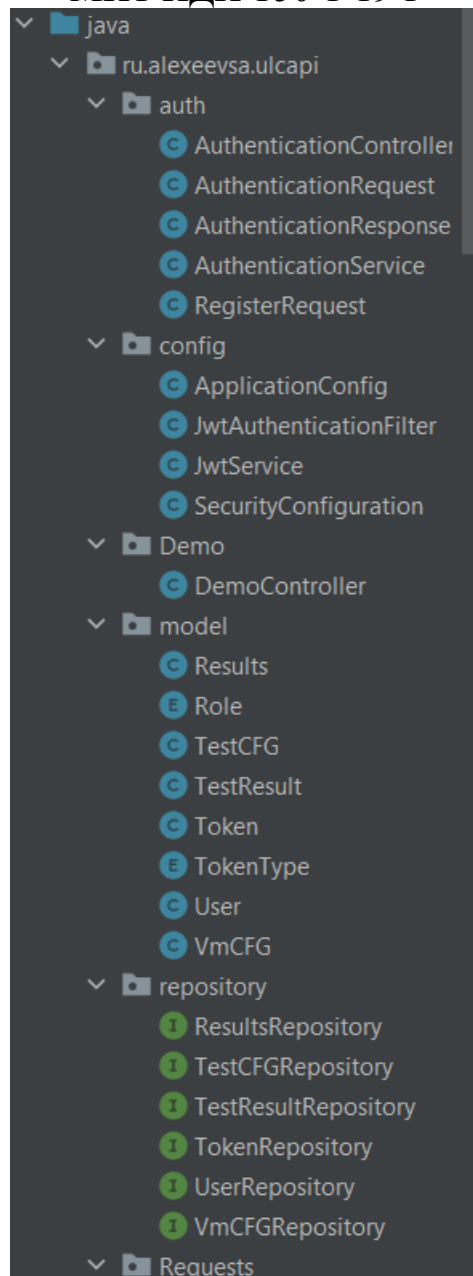 java
ru.alexeevsa.ulcapi
auth
AuthenticationController
AuthenticationRequest
AuthenticationResponse
AuthenticationService
RegisterRequest
config
ApplicationConfig
JwtAuthenticationFilter
JwtService
SecurityConfiguration
Demo
DemoController
model
Results
Role
TestCFG
TestResult
Token
TokenType
User
VmCFG
repository
ResultsRepository
TestCFGRepository
TestResultRepository
TokenRepository
UserRepository
VmCFGRepository
Requests